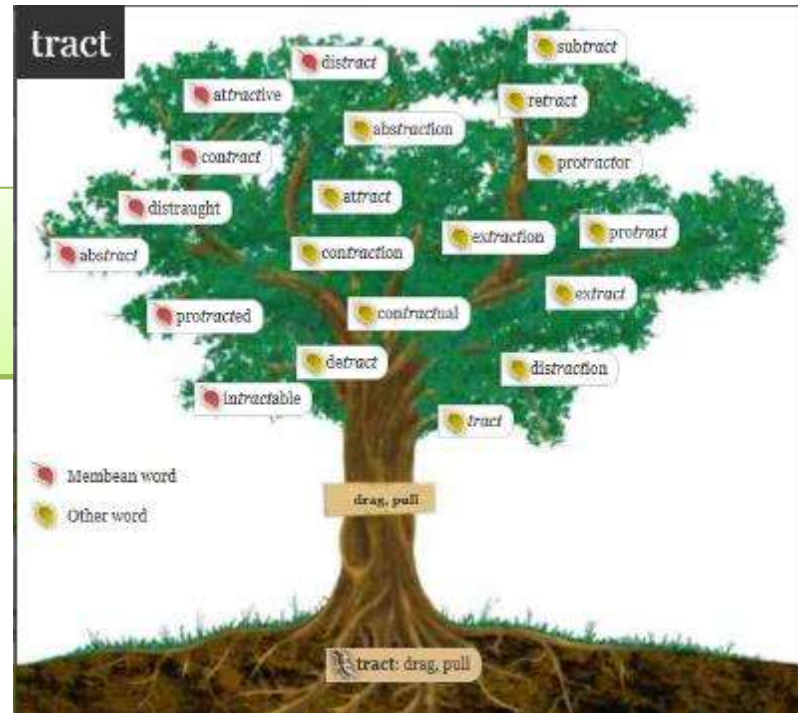 tract
subtract
distract
attractive
retract
abstraction
contract
protractor
attract
distraught
protract
extraction
contraction
abstract
extract
protracted
contractual
detract
distraction
intractable
tract
Membean word
drag, pull
Other word
tract: drag, pull